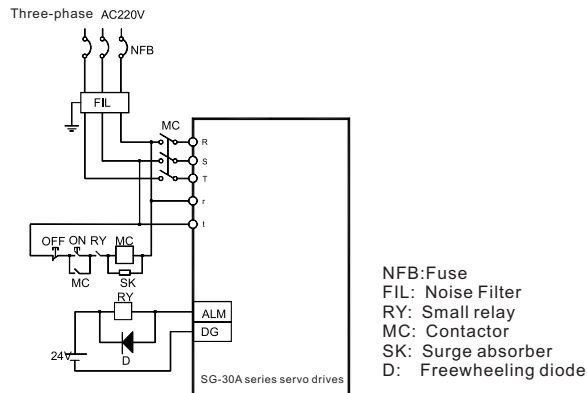 Three-phase AC220V
NFB
FIL
MC
R
S
T
r
t
OFF ON RY MC
MC SK
RY
ALM
DG
24V
D
SG-30A series servo drives
NFB:Fuse
FIL: Noise Filter
RY: Small relay
MC: Contactor
SK: Surge absorber
D: Freewheeling diode